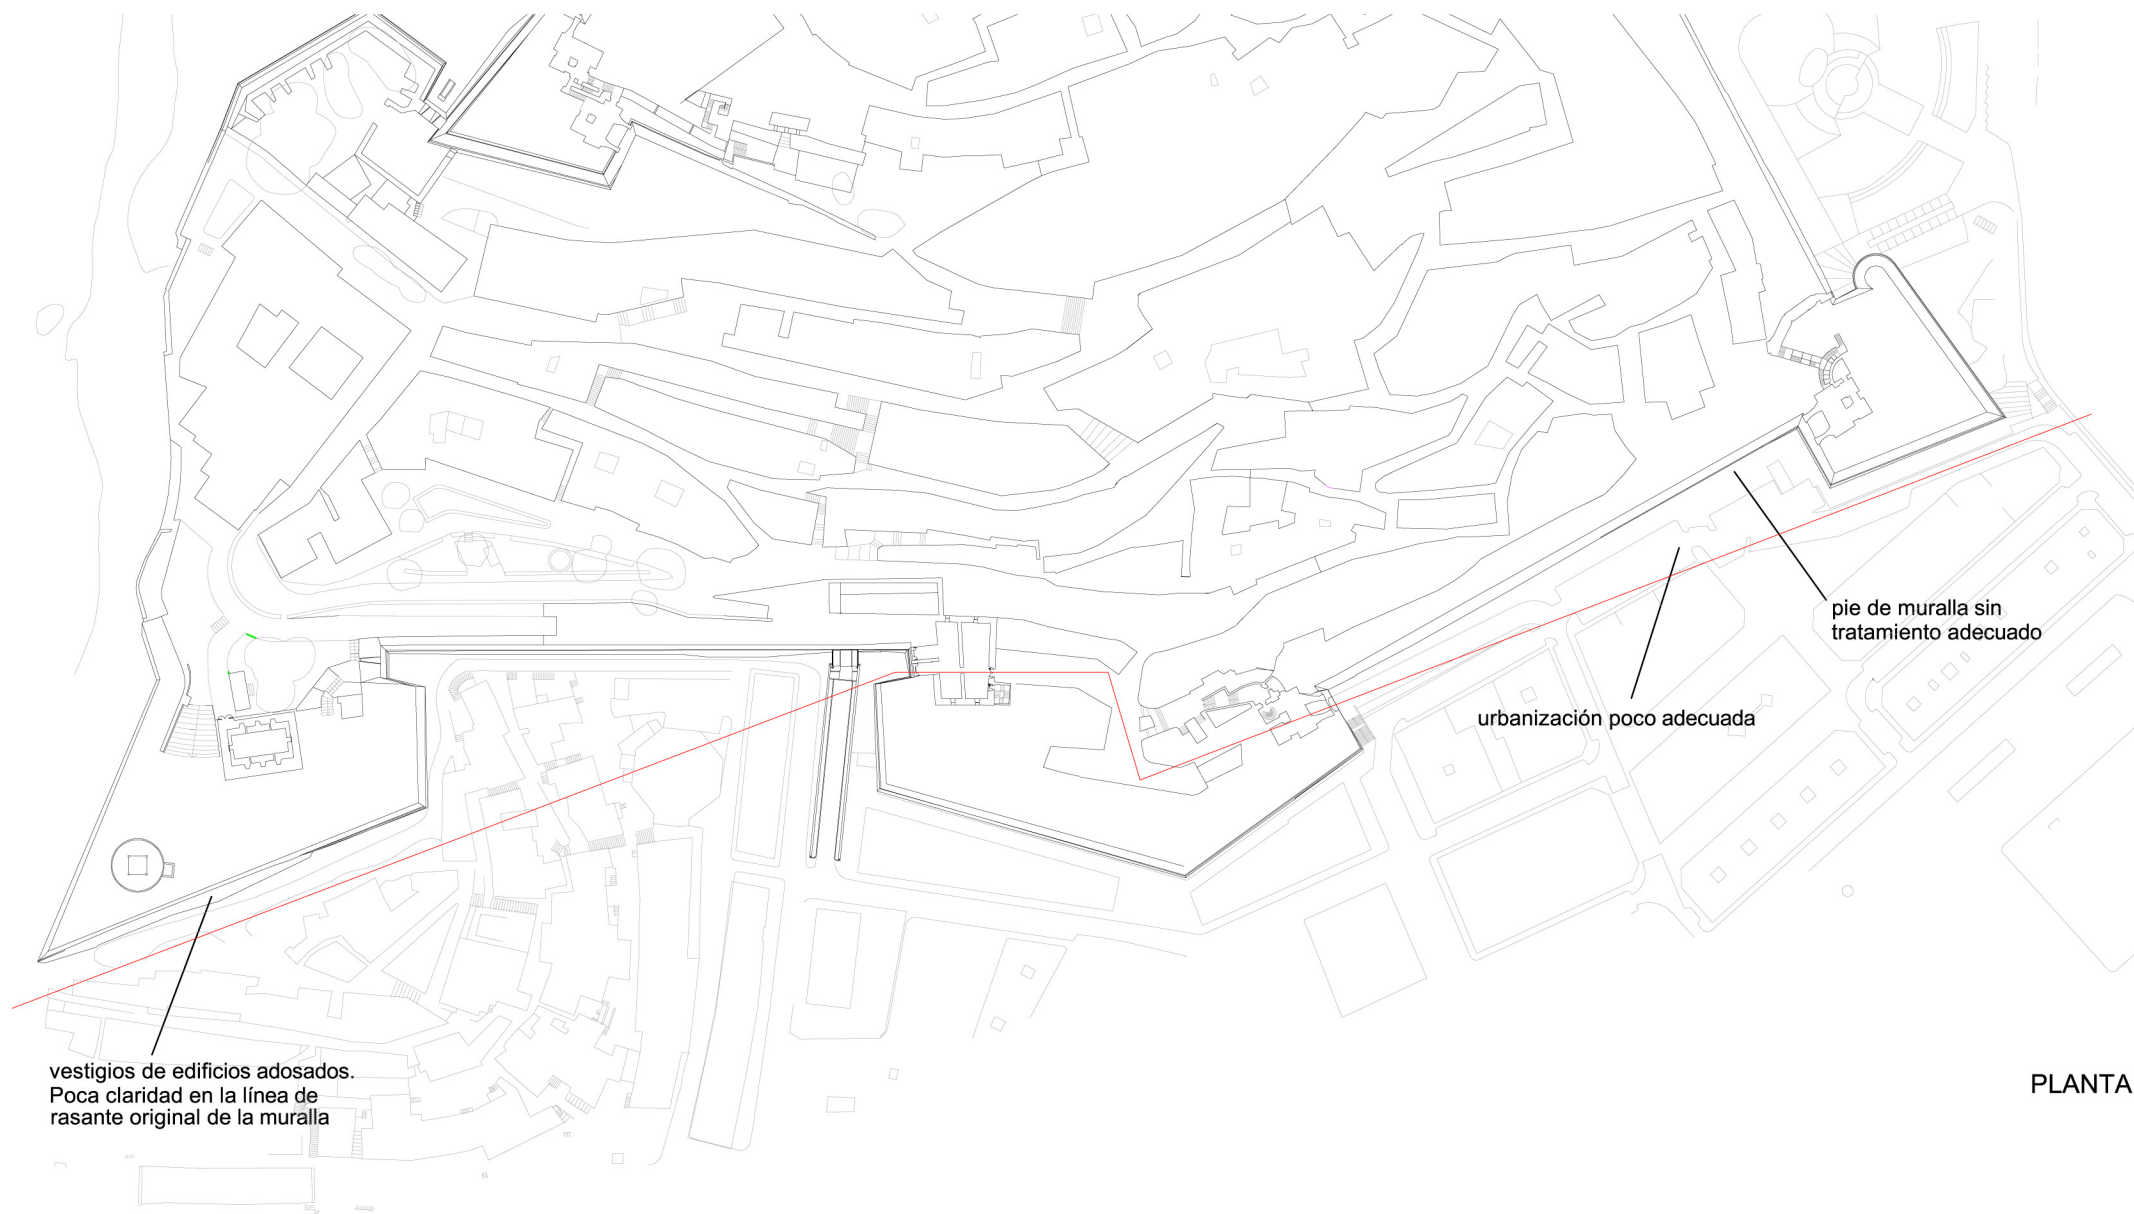 pie de muralla sin
tratamiento adecuado
urbanización poco adecuada
vestigios de edificios adosados.
Poca claridad en la línea de
rasante original de la muralla
PLANTA